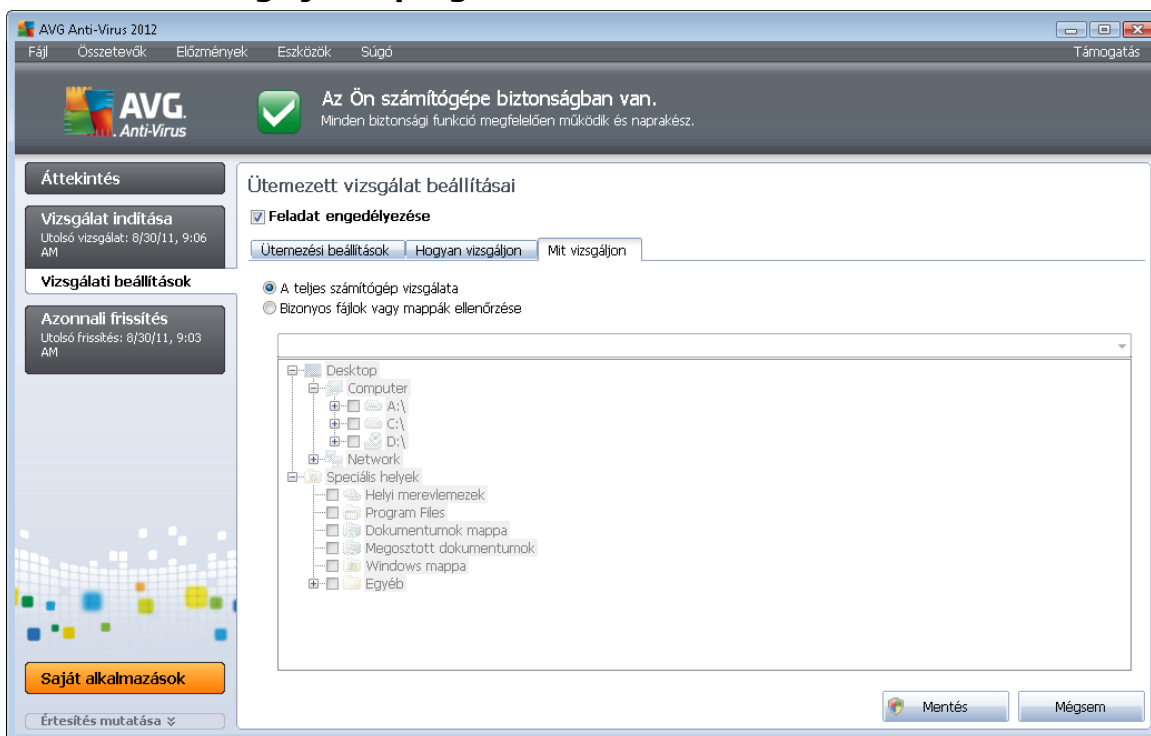 AVG Anti-Virus 2012
Fájl Összetevők Előzmények Eszközök Súgó Támogatás
AVG.
Anti-Virus
Az Ön számítógépe biztonságban van.
Minden biztonsági funkció megfelelően működik és naprakész.
Áttekintés
Vizsgálat indítása
Utolsó vizsgálat: 8/30/11, 9:06
AM
Vizsgálati beállítások
Azonnali frissítés
Utolsó frissítés: 8/30/11, 9:03
AM
Saját alkalmazások
Értesítés mutatása
Ütemezett vizsgálat beállításai
Feladat engedélyezése
Ütemezési beállítások Hogyan vizsgáljon Mit vizsgáljon
A teljes számítógép vizsgálata
Bizonyos fájlok vagy mappák ellenőrzése
Desktop
Computer
A:\
C:\
D:\
Network
Speciális helyek
Helyi merevlemezek
Program Files
Dokumentumok mappa
Megosztott dokumentumok
Windows mappa
Egyéb
Mentés Mégsem